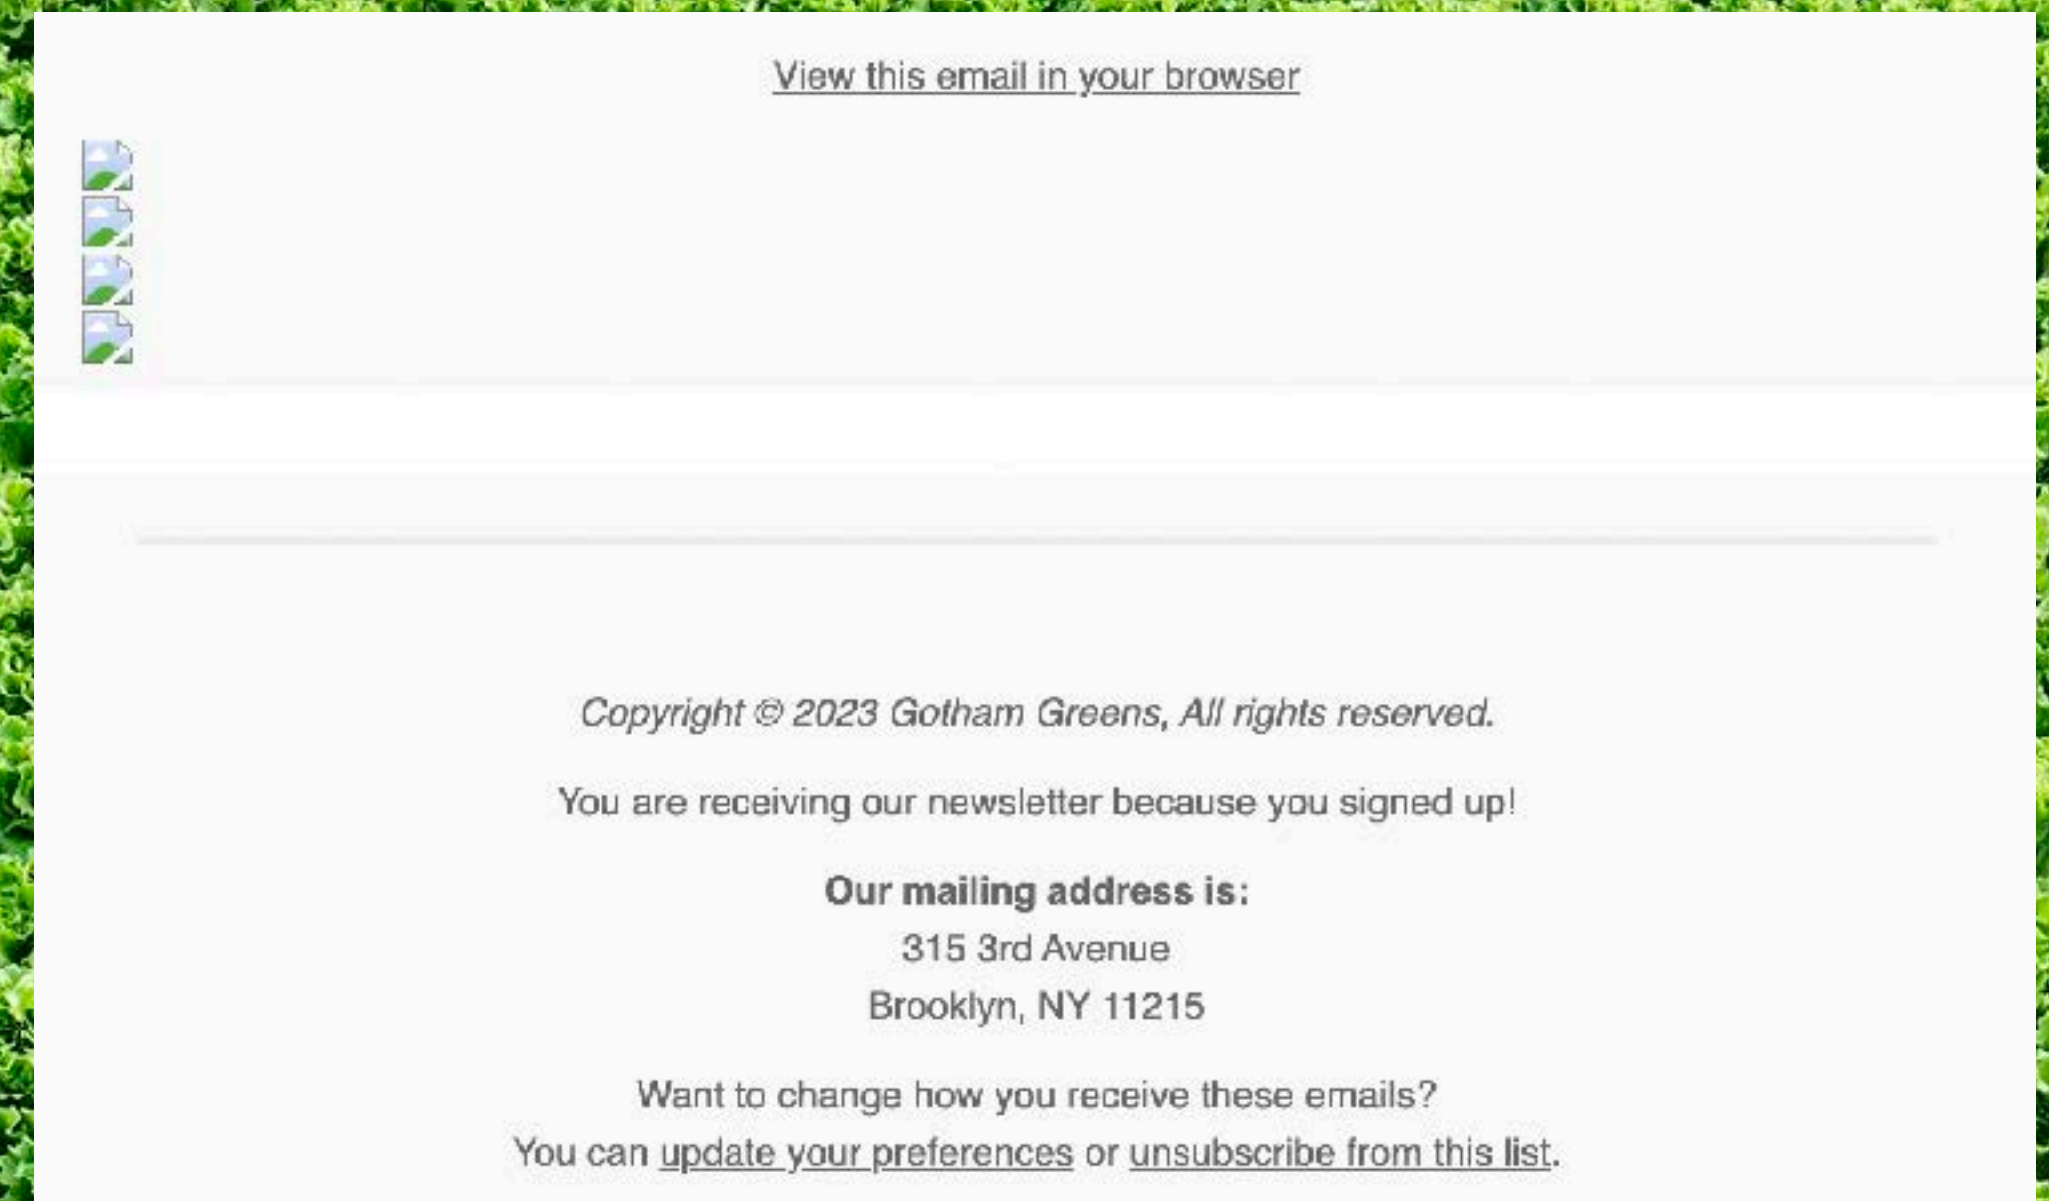 View this email in your browser
Copyright © 2023 Gotham Greens, All rights reserved.
You are receiving our newsletter because you signed up!
Our mailing address is:
315 3rd Avenue
Brooklyn, NY 11215
Want to change how you receive these emails?
You can update your preferences or unsubscribe from this list.